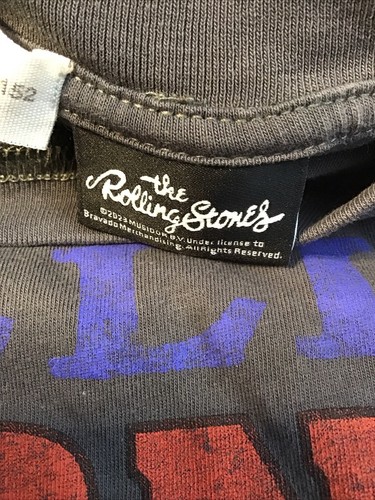 152
the
Rolling Stones
©2023 MUSIDOR B.V. Under license to
Bravado Merchandising. All Rights Reserved.